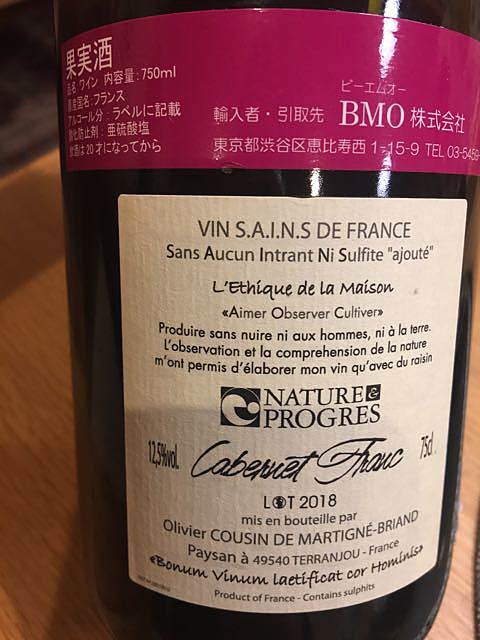 果実酒
品名:ワイン 内容量:750ml
原産国名:フランス
アルコール分:ラベルに記載
酸化防止剤:亜硫酸塩
飲酒は20才になってから
ビーエムオー
輸入者・引取先 BMO株式会社
東京都渋谷区恵比寿西1-15-9 TEL 03-5459
VIN S.A.I.N.S DE FRANCE
Sans Aucun Intrant Ni Sulfite "ajouté"
L'Ethique de la Maison
«Aimer Observer Cultiver»
Produire sans nuire ni aux hommes, ni à la terre.
L'observation et la comprehension de la nature
m'ont permis d'élaborer mon vin qu'avec du raisin
NATURE & PROGRES
12,5%vol. Cabernet Franc 75cl
LOT 2018
mis en bouteille par
Olivier COUSIN DE MARTIGNÉ-BRIAND
Paysan à 49540 TERRANJOU - France
«Bonum Vinum laetificat cor Hominis»
Product of France - Contains sulphits